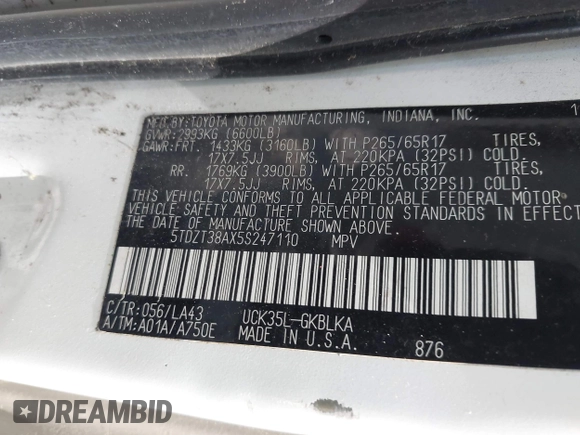 MFG.BY:TOYOTA MOTOR MANUFACTURING, INDIANA, INC. 1
GVWR:2993KG (6600LB)
GAWR:FRT. 1433KG (3160LB) WITH P265/65R17 TIRES,
17X7.5JJ RIMS, AT 220KPA (32PSI) COLD.
RR. 1769KG (3900LB) WITH P265/65R17 TIRES,
17X7.5JJ RIMS, AT 220KPA (32PSI) COLD.
THIS VEHICLE CONFORMS TO ALL APPLICABLE FEDERAL MOTOR
VEHICLE SAFETY AND THEFT PREVENTION STANDARDS IN EFFECT
THE DATE OF MANUFACTURE SHOWN ABOVE.
5TDZT38AX5S247110 MPV
C/TR:056/LA43 UCK35L-GKBLKA
A/TM:A01A/A750E MADE IN U.S.A. 876
DREAMBID